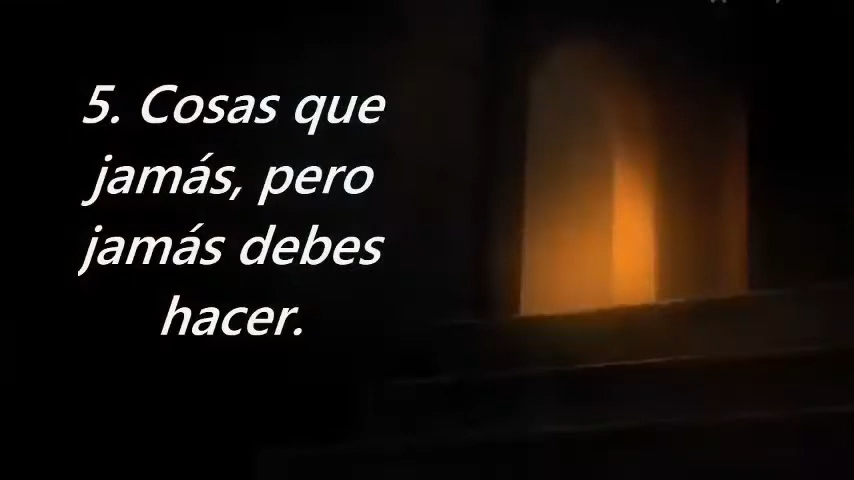 5. Cosas que
jamás, pero
jamás debes
hacer.